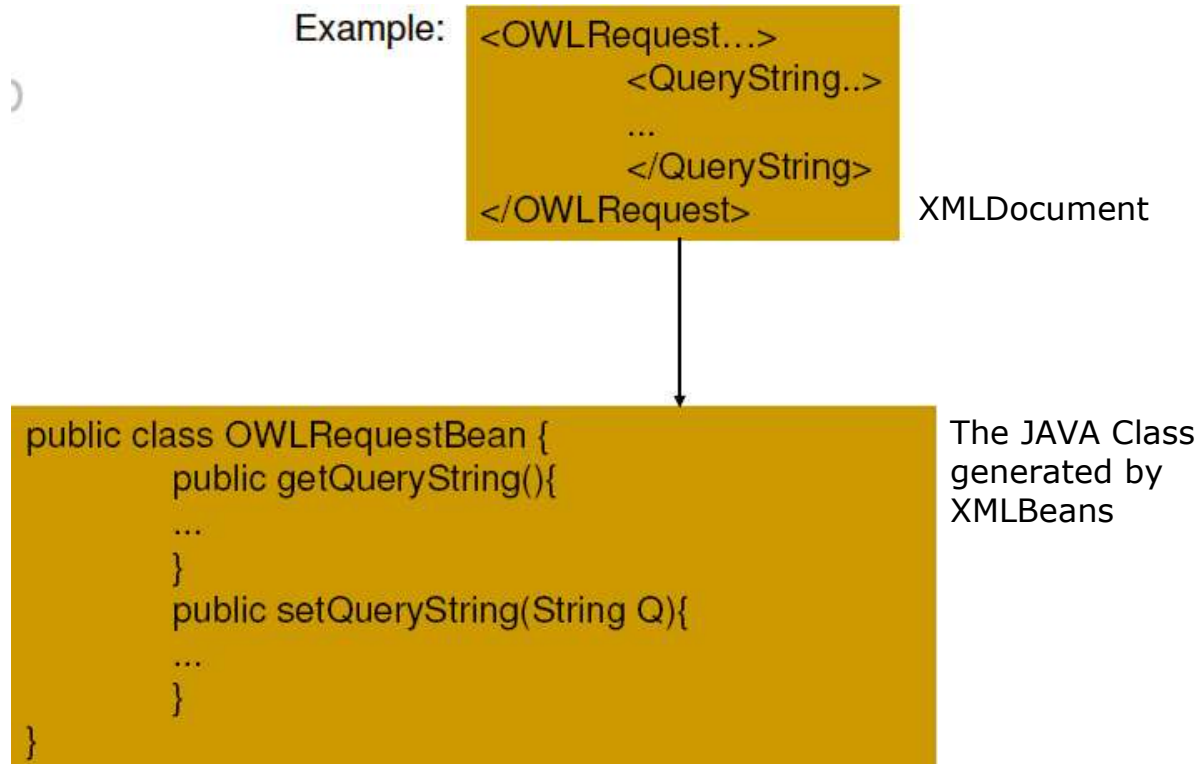 Example:
<OWLRequest...>
<QueryString..>
...
</QueryString>
</OWLRequest>
XMLDocument
public class OWLRequestBean {
public getQueryString(){
...
}
public setQueryString(String Q){
...
}
}
The JAVA Class
generated by
XMLBeans